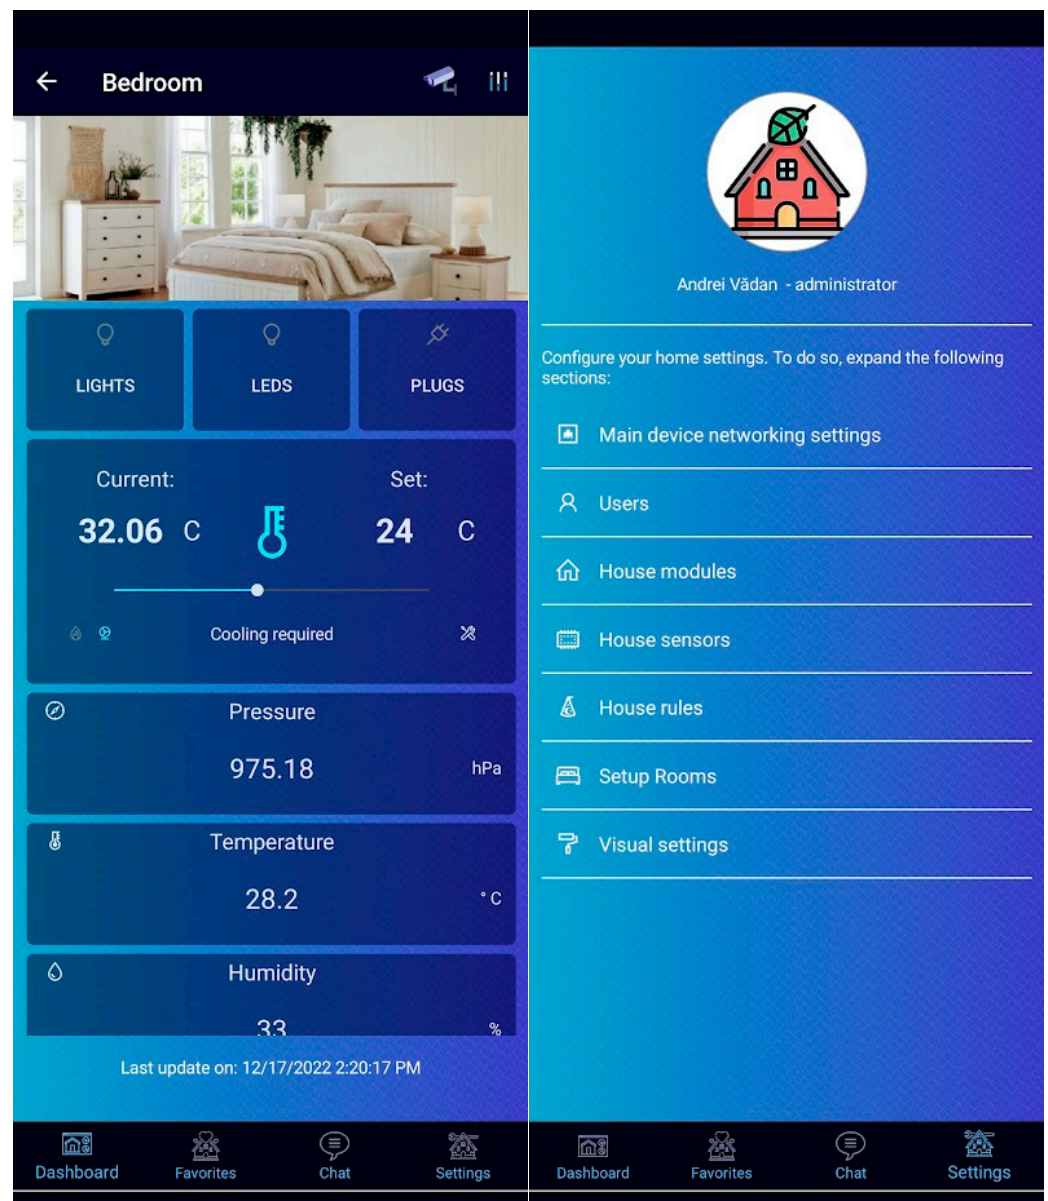 Bedroom
LIGHTS LEDS PLUGS
Current: Set:
32.06 C 24 C
Cooling required
Pressure
975.18 hPa
Temperature
28.2 ° C
Humidity
33 %
Last update on: 12/17/2022 2:20:17 PM
Dashboard Favorites Chat Settings
Andrei Vădan - administrator
Configure your home settings. To do so, expand the following
sections:
Main device networking settings
Users
House modules
House sensors
House rules
Setup Rooms
Visual settings
Dashboard Favorites Chat Settings